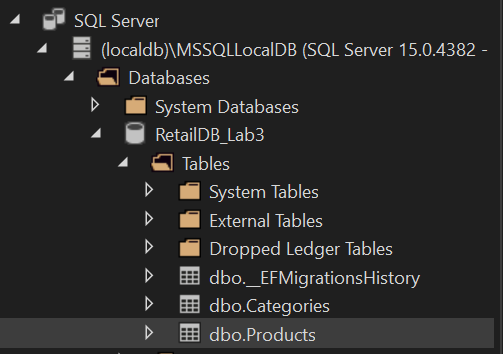 SQL Server
(localdb)\MSSQLLocalDB (SQL Server 15.0.4382 -
Databases
System Databases
RetailDB_Lab3
Tables
System Tables
External Tables
Dropped Ledger Tables
dbo.__EFMigrationsHistory
dbo.Categories
dbo.Products